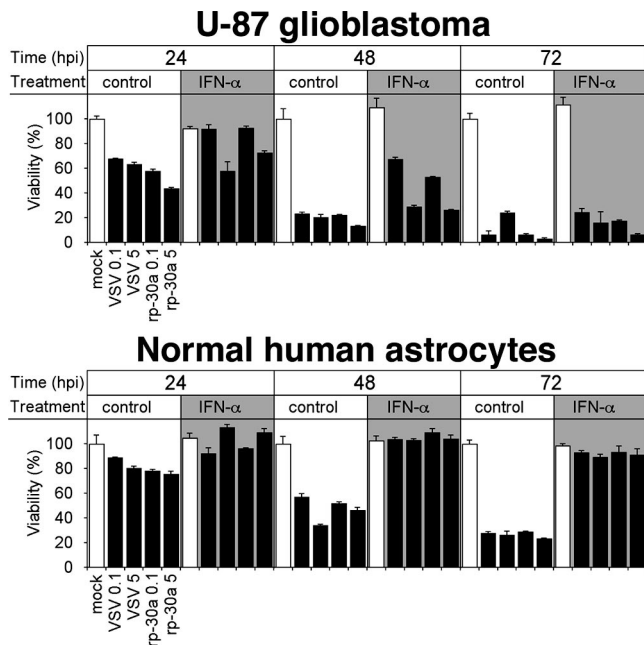 U-87 glioblastoma
Time (hpi) 24 48 72
Treatment control IFN-α control IFN-α control IFN-α
Viability (%)
100
80
60
40
20
0
mock
VSV 0.1
VSV 5
rp-30a 0.1
rp-30a 5
Normal human astrocytes
Time (hpi) 24 48 72
Treatment control IFN-α control IFN-α control IFN-α
Viability (%)
100
80
60
40
20
0
mock
VSV 0.1
VSV 5
rp-30a 0.1
rp-30a 5